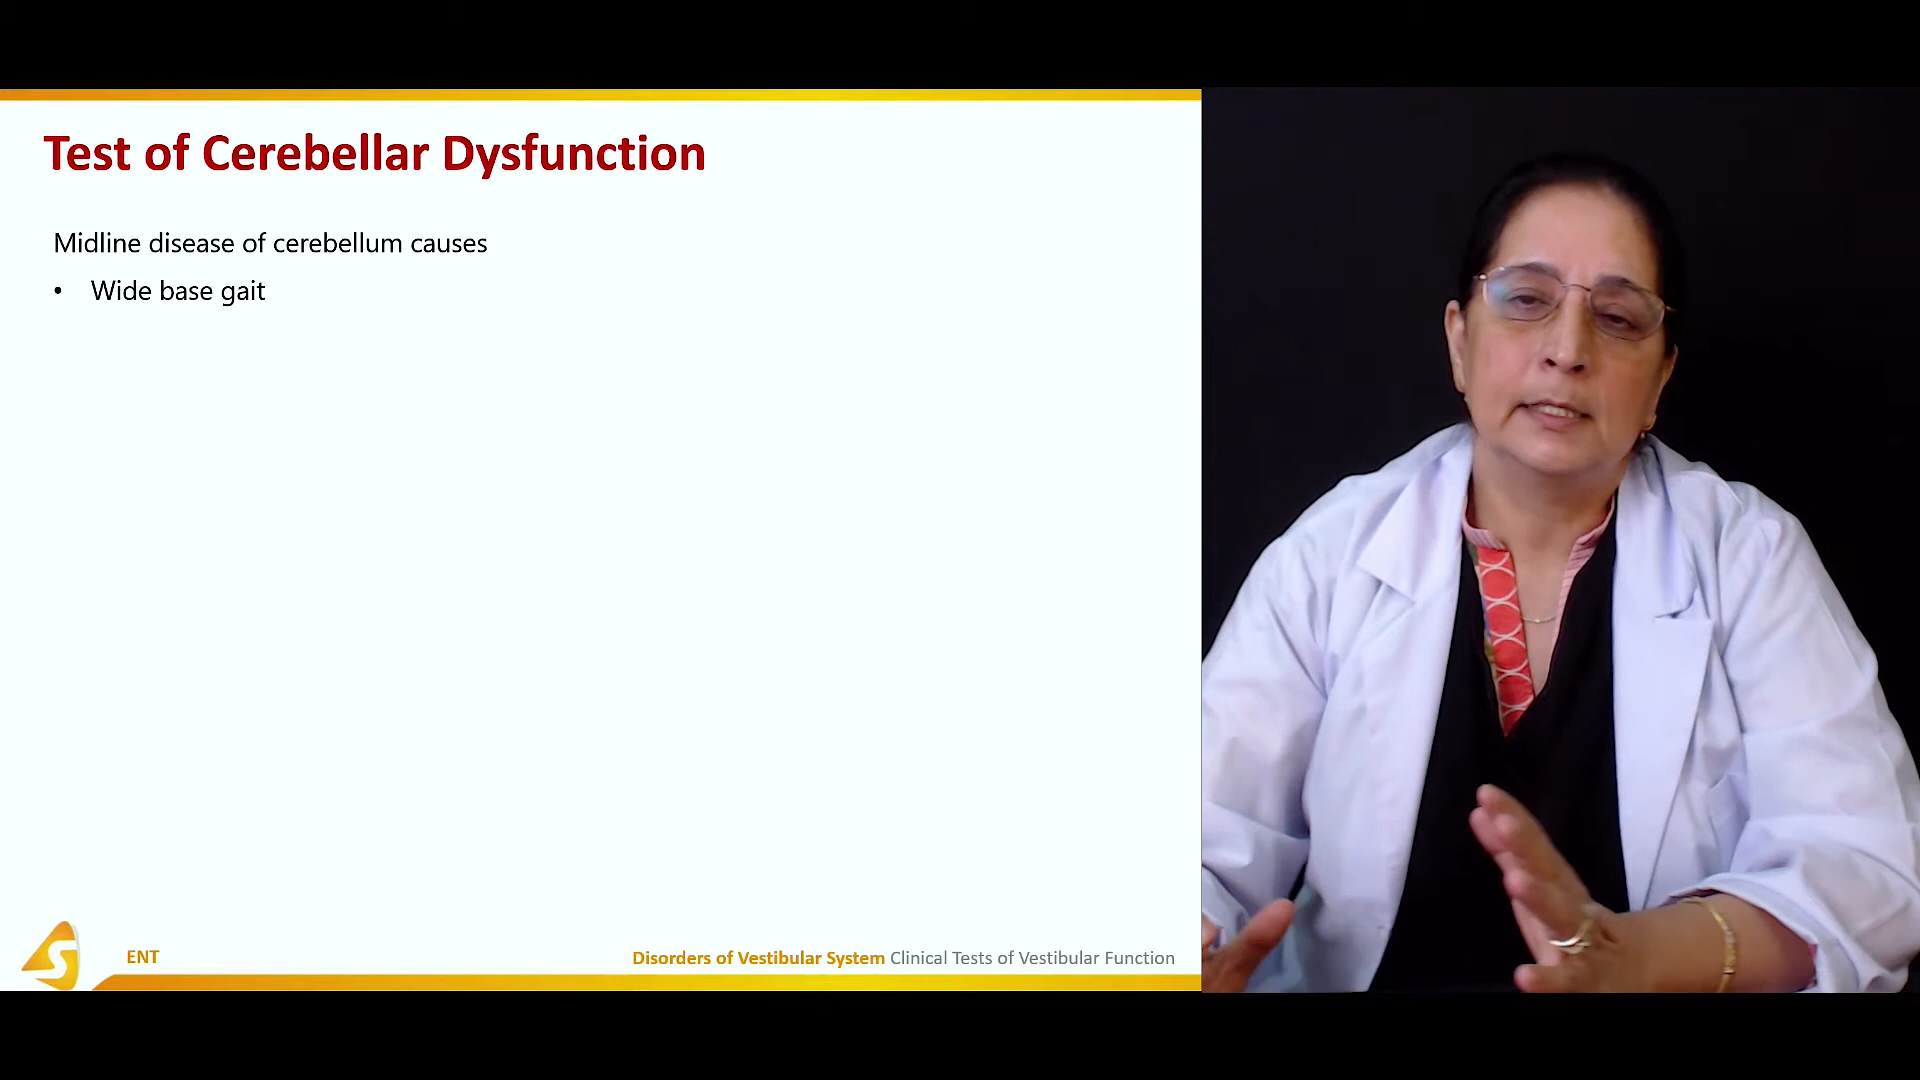 Test of Cerebellar Dysfunction
Midline disease of cerebellum causes
• Wide base gait
ENT
Disorders of Vestibular System Clinical Tests of Vestibular Function